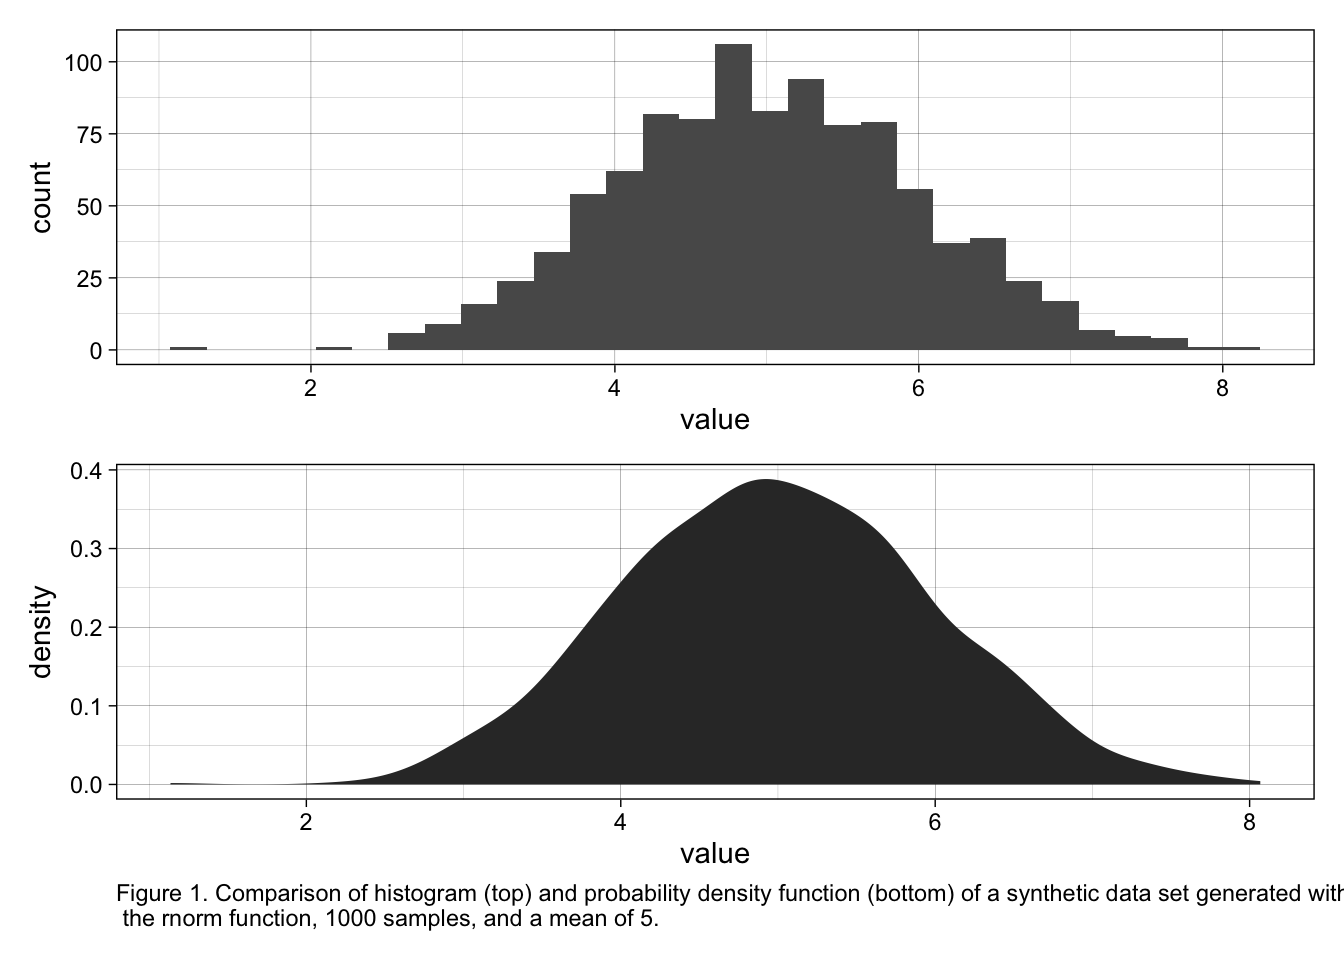 100
75
50
25
0
count
2 4 6 8
value
0.4
0.3
0.2
0.1
0.0
density
2 4 6 8
value
Figure 1. Comparison of histogram (top) and probability density function (bottom) of a synthetic data set generated with
the rnorm function, 1000 samples, and a mean of 5.